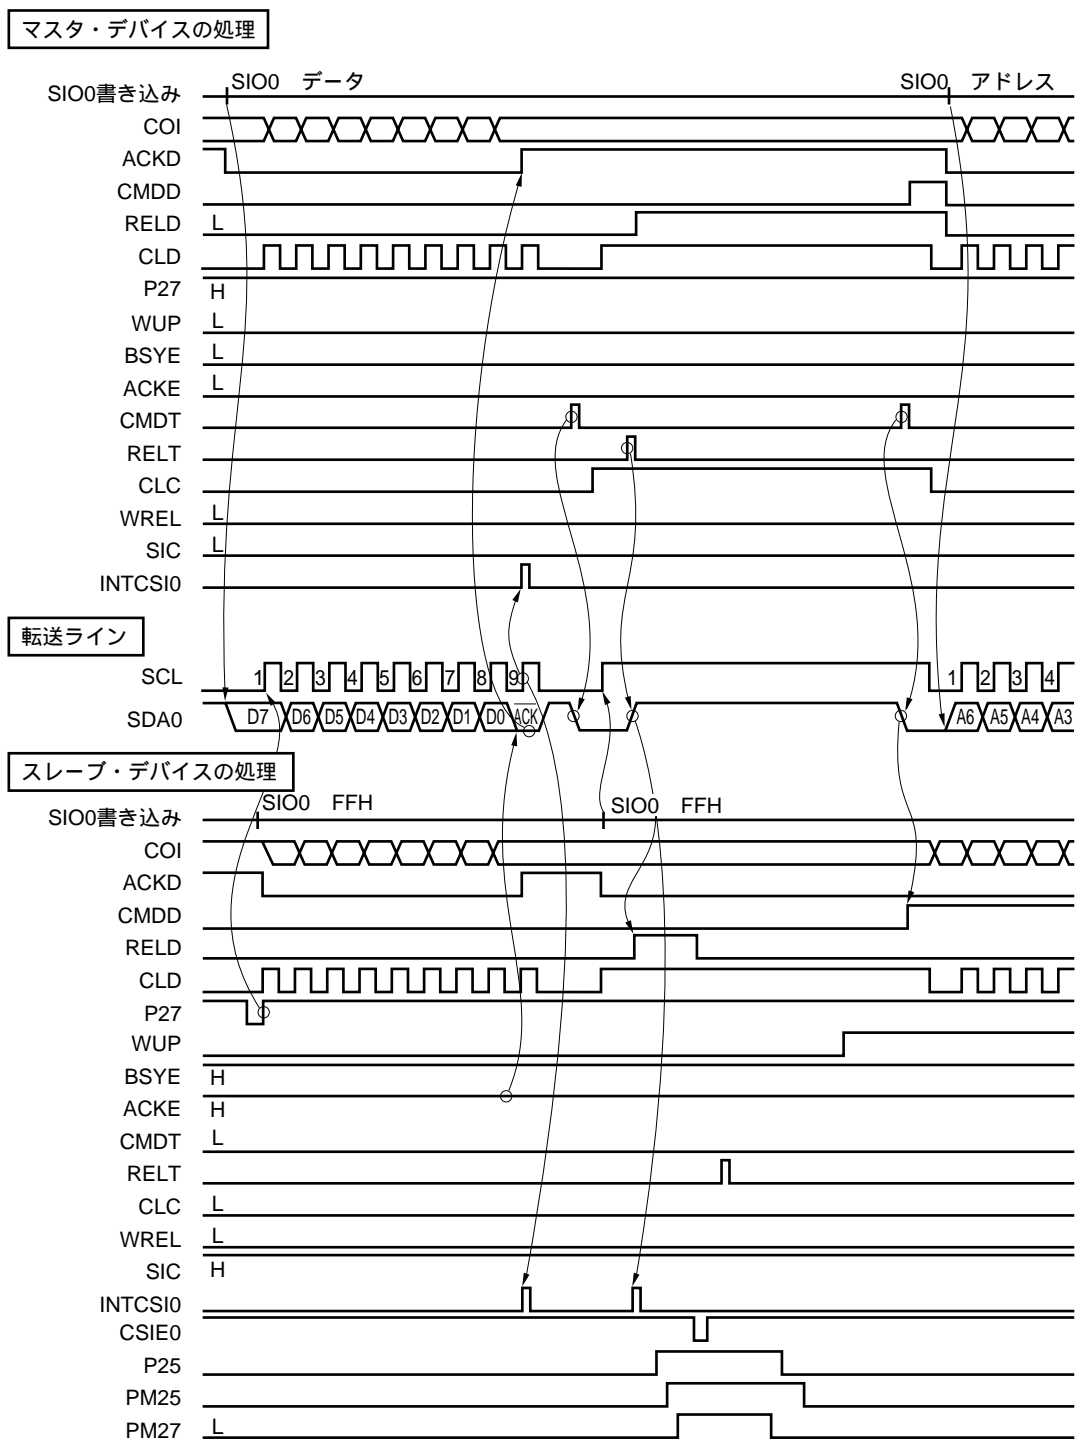 マスタ・デバイスの処理
SIO0 データ
SIO0 アドレス
SIO0書き込み
COI
ACKD
CMDD
RELD L
CLD
P27 H
WUP L
BSYE L
ACKE L
CMDT
RELT
CLC
WREL L
SIC L
INTCSI0
転送ライン
SCL 1 2 3 4 5 6 7 8 9 1 2 3 4
SDA0 D7 D6 D5 D4 D3 D2 D1 D0 ACK A6 A5 A4 A3
スレーブ・デバイスの処理
SIO0 FFH
SIO0 FFH
SIO0書き込み
COI
ACKD
CMDD
RELD
CLD
P27
WUP
BSYE H
ACKE H
CMDT L
RELT
CLC L
WREL L
SIC H
INTCSI0
CSIE0
P25
PM25
PM27 L